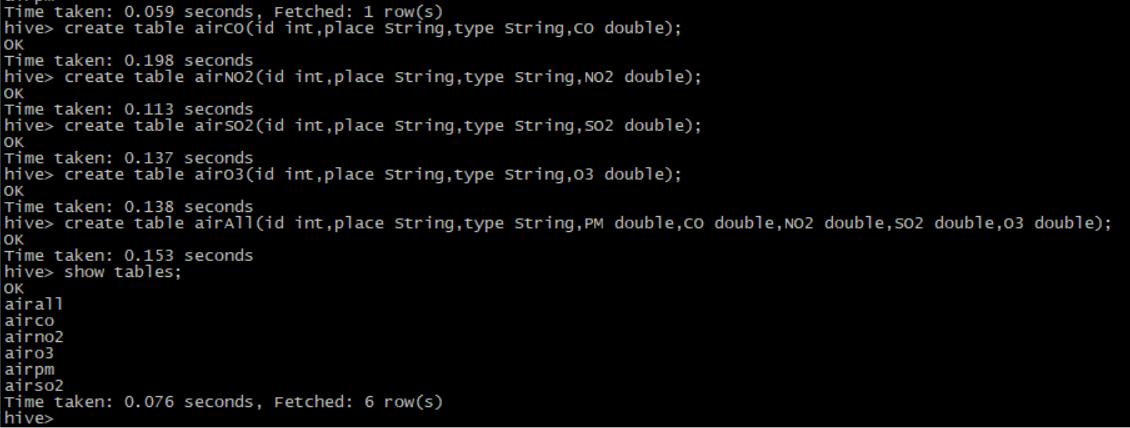 Time taken: 0.059 seconds, Fetched: 1 row(s)
hive> create table airCO(id int,place String,type String,CO double);
OK
Time taken: 0.198 seconds
hive> create table airNO2(id int,place String,type String,NO2 double);
OK
Time taken: 0.113 seconds
hive> create table airSO2(id int,place String,type String,SO2 double);
OK
Time taken: 0.137 seconds
hive> create table airO3(id int,place String,type String,O3 double);
OK
Time taken: 0.138 seconds
hive> create table airAll(id int,place String,type String,PM double,CO double,NO2 double,SO2 double,O3 double);
OK
Time taken: 0.153 seconds
hive> show tables;
OK
airall
airco
airno2
airo3
airpm
airso2
Time taken: 0.076 seconds, Fetched: 6 row(s)
hive>